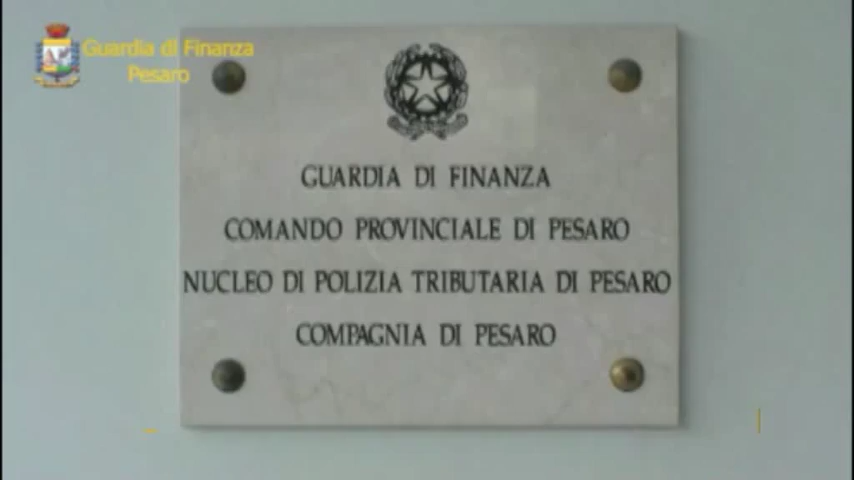 Guardia di Finanza
Pesaro
GUARDIA DI FINANZA
COMANDO PROVINCIALE DI PESARO
NUCLEO DI POLIZIA TRIBUTARIA DI PESARO
COMPAGNIA DI PESARO